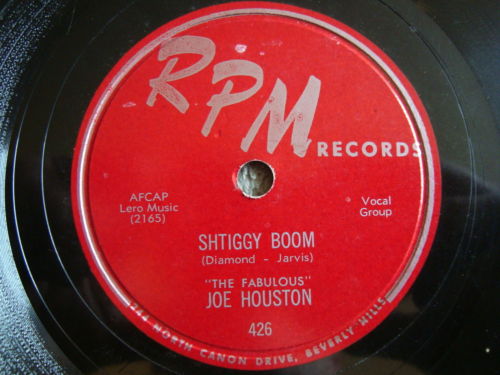 RPM
RECORDS
AFCAP
Lero Music
(2165)
Vocal
Group
SHTIGGY BOOM
(Diamond - Jarvis)
"THE FABULOUS"
JOE HOUSTON
426
244 NORTH CANON DRIVE, BEVERLY HILLS